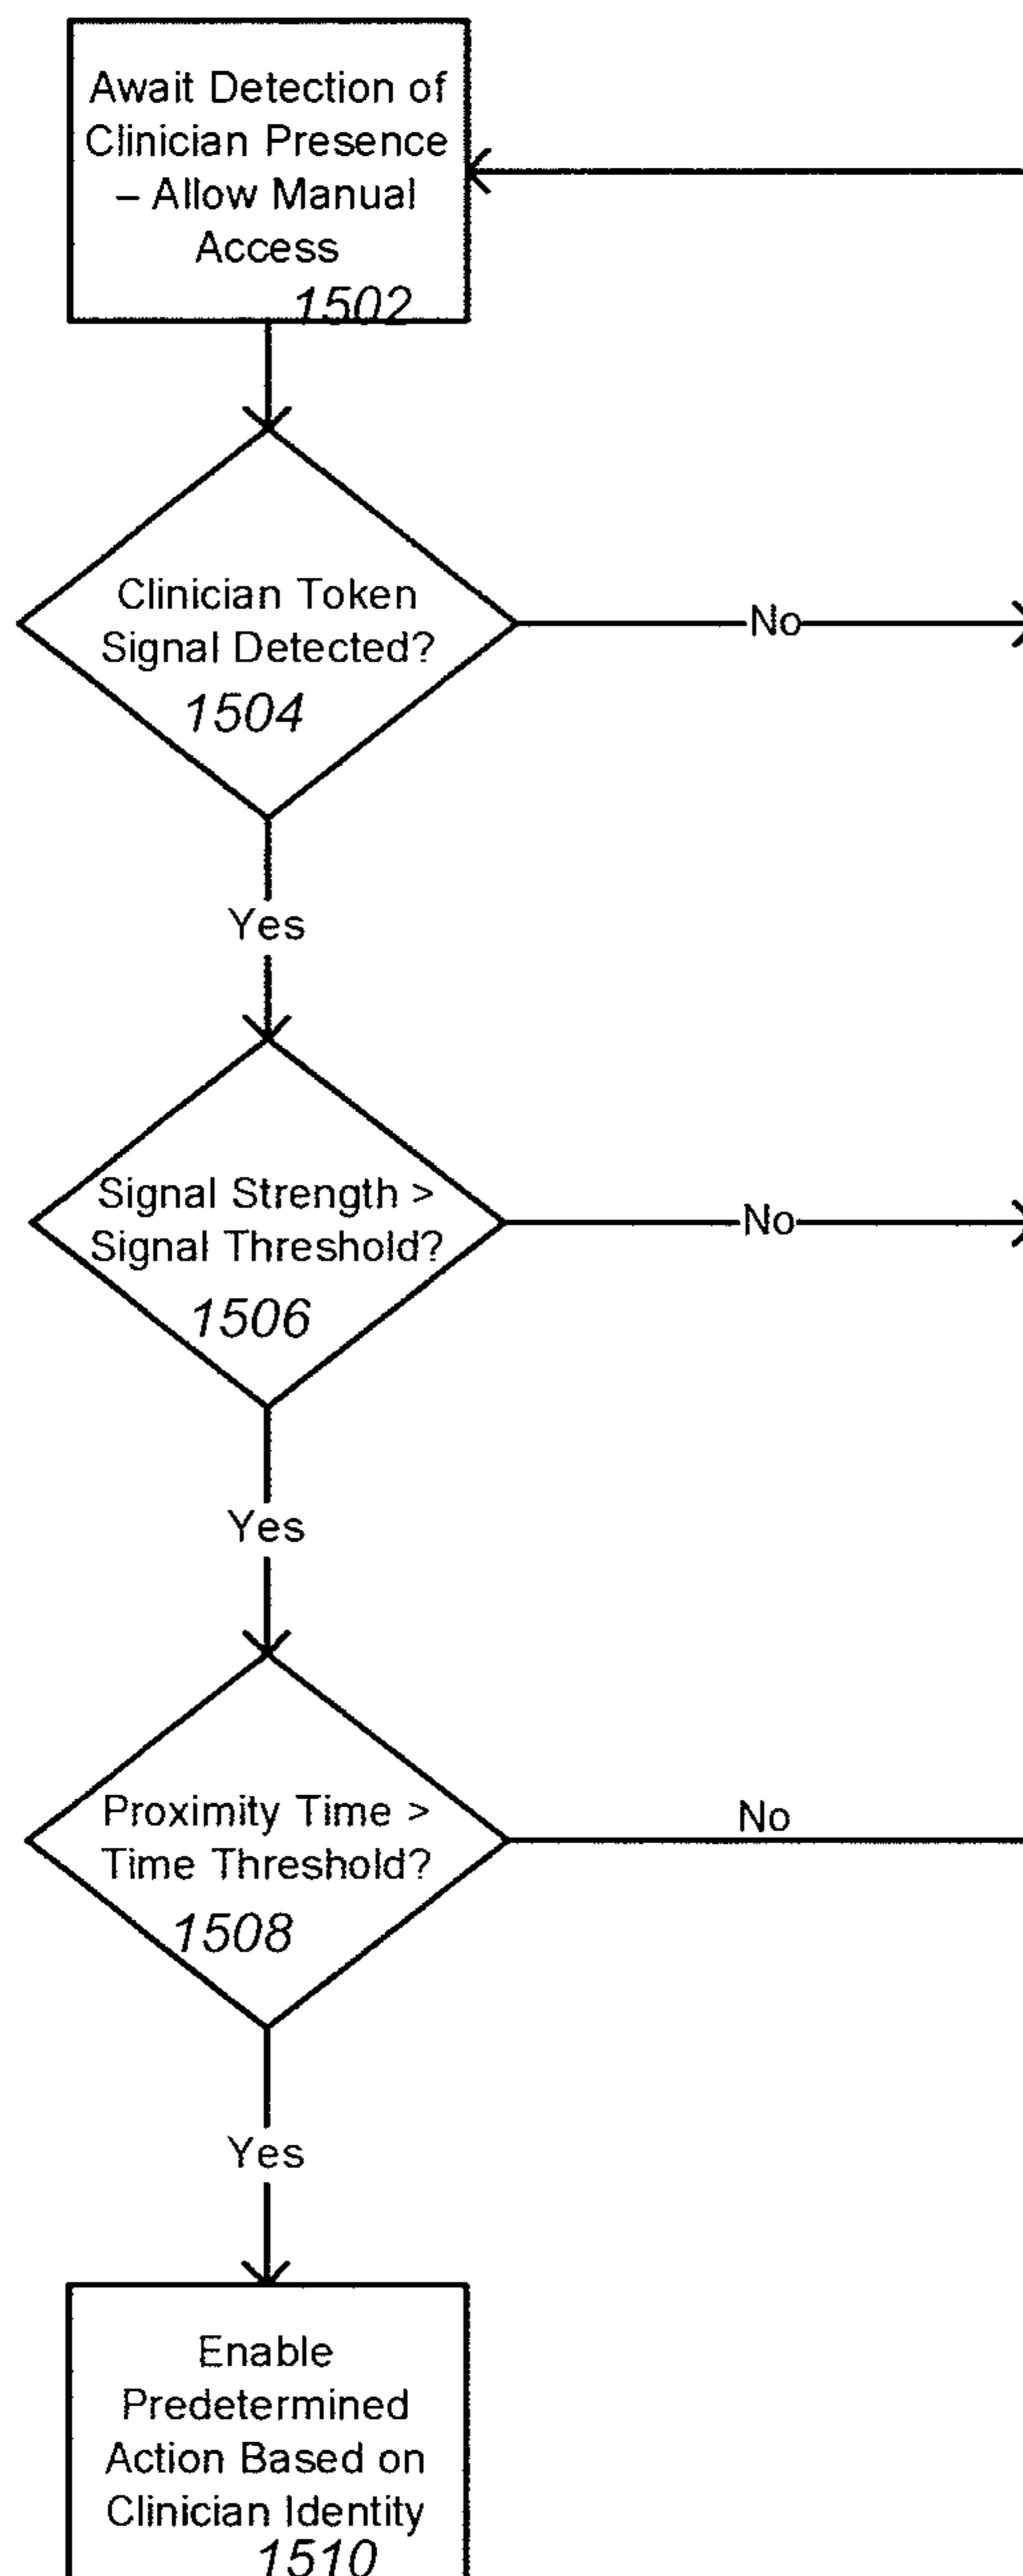 Await Detection of
Clinician Presence
– Allow Manual
Access
1502
Clinician Token
Signal Detected?
1504
No
Yes
Signal Strength >
Signal Threshold?
1506
No
Yes
Proximity Time >
Time Threshold?
1508
No
Yes
Enable
Predetermined
Action Based on
Clinician Identity
1510